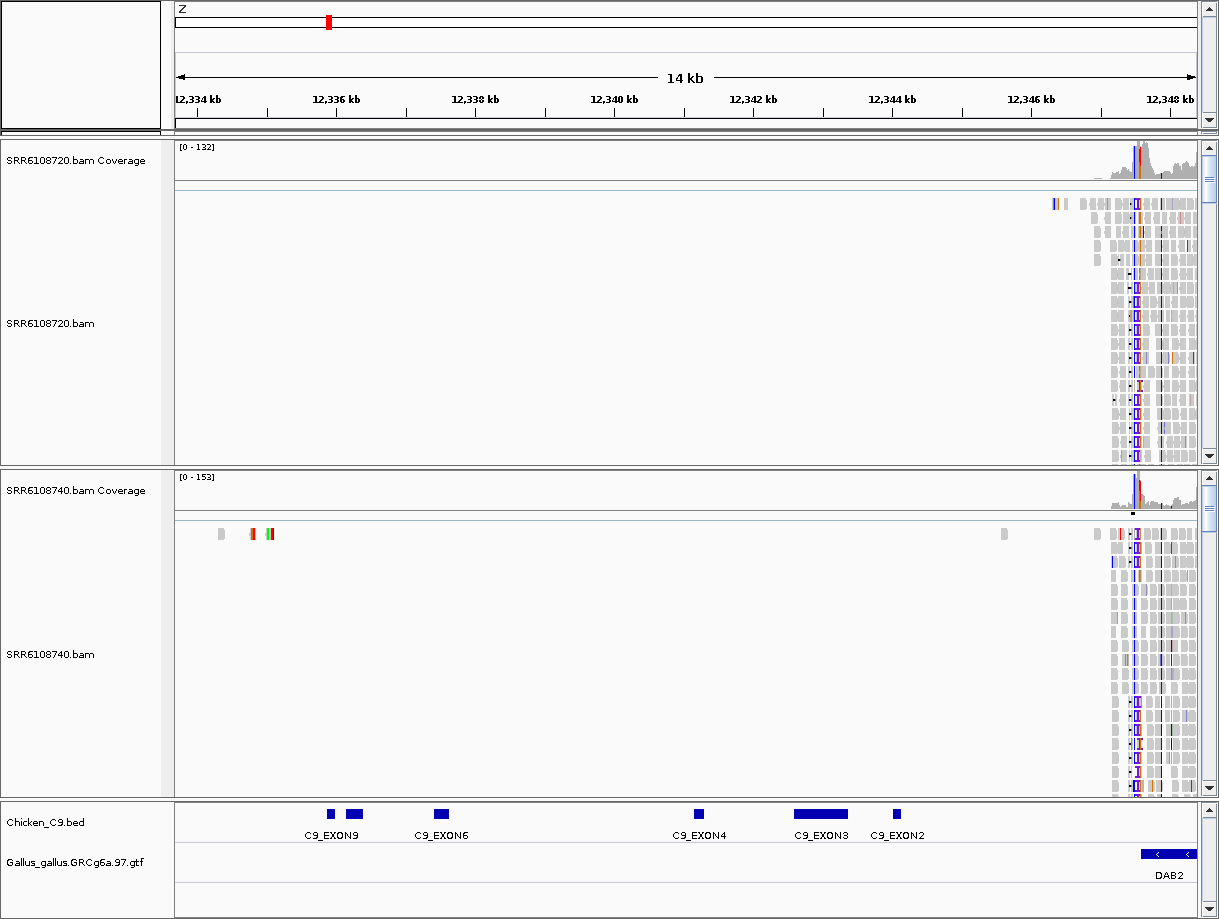 Z
14 kb
12,334 kb 12,336 kb 12,338 kb 12,340 kb 12,342 kb 12,344 kb 12,346 kb 12,348 kb
SRR6108720.bam Coverage [0 - 132]
SRR6108720.bam
SRR6108740.bam Coverage [0 - 153]
SRR6108740.bam
Chicken_C9.bed
C9_EXON9 C9_EXON6 C9_EXON4 C9_EXON3 C9_EXON2
Gallus_gallus.GRCg6a.97.gtf
DAB2